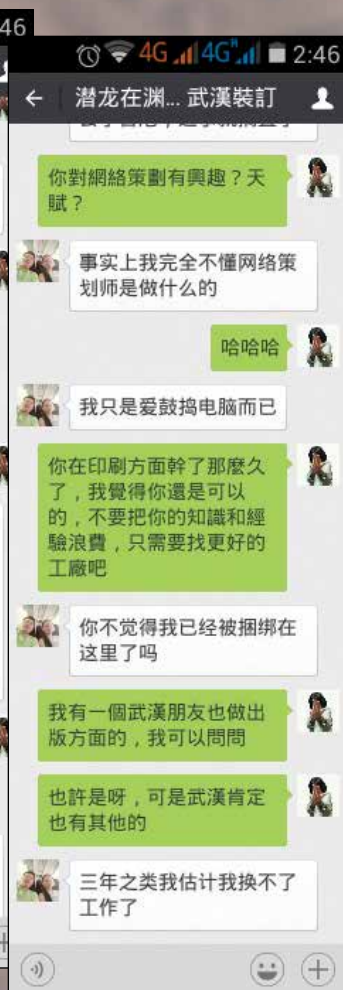 46
4G 4G 2:46
潜龙在渊... 武漢裝訂
你對網絡策劃有興趣？天
賦？
事实上我完全不懂网络策
划师是做什么的
哈哈哈
我只是爱鼓捣电脑而已
你在印刷方面幹了那麼久
了，我覺得你還是可以
的，不要把你的知識和經
驗浪費，只需要找更好的
工廠吧
你不觉得我已经被捆绑在
这里了吗
我有一個武漢朋友也做出
版方面的，我可以問問
也許是呀，可是武漢肯定
也有其他的
三年之类我估计我换不了
工作了